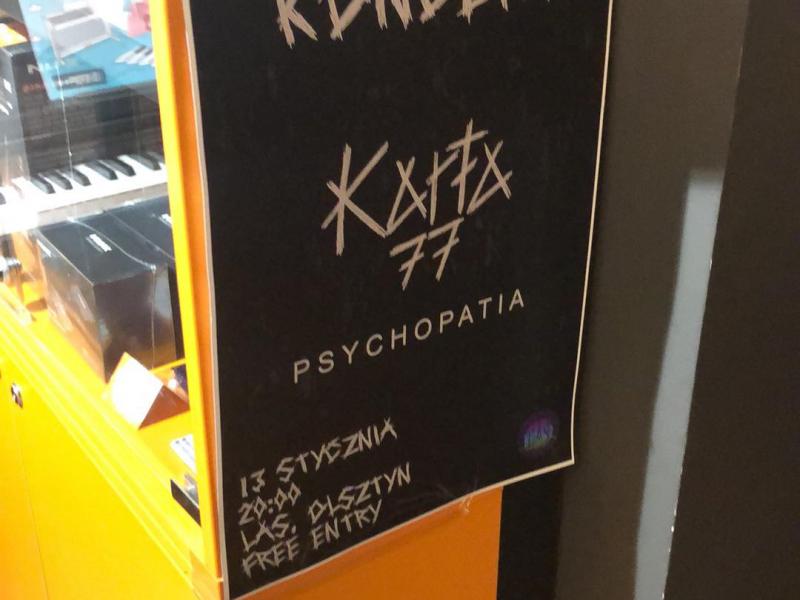 Karta
77
PSYCHOPATIA
13 STYCZNIA
20:00
LAS, OLSZTYN
FREE ENTRY